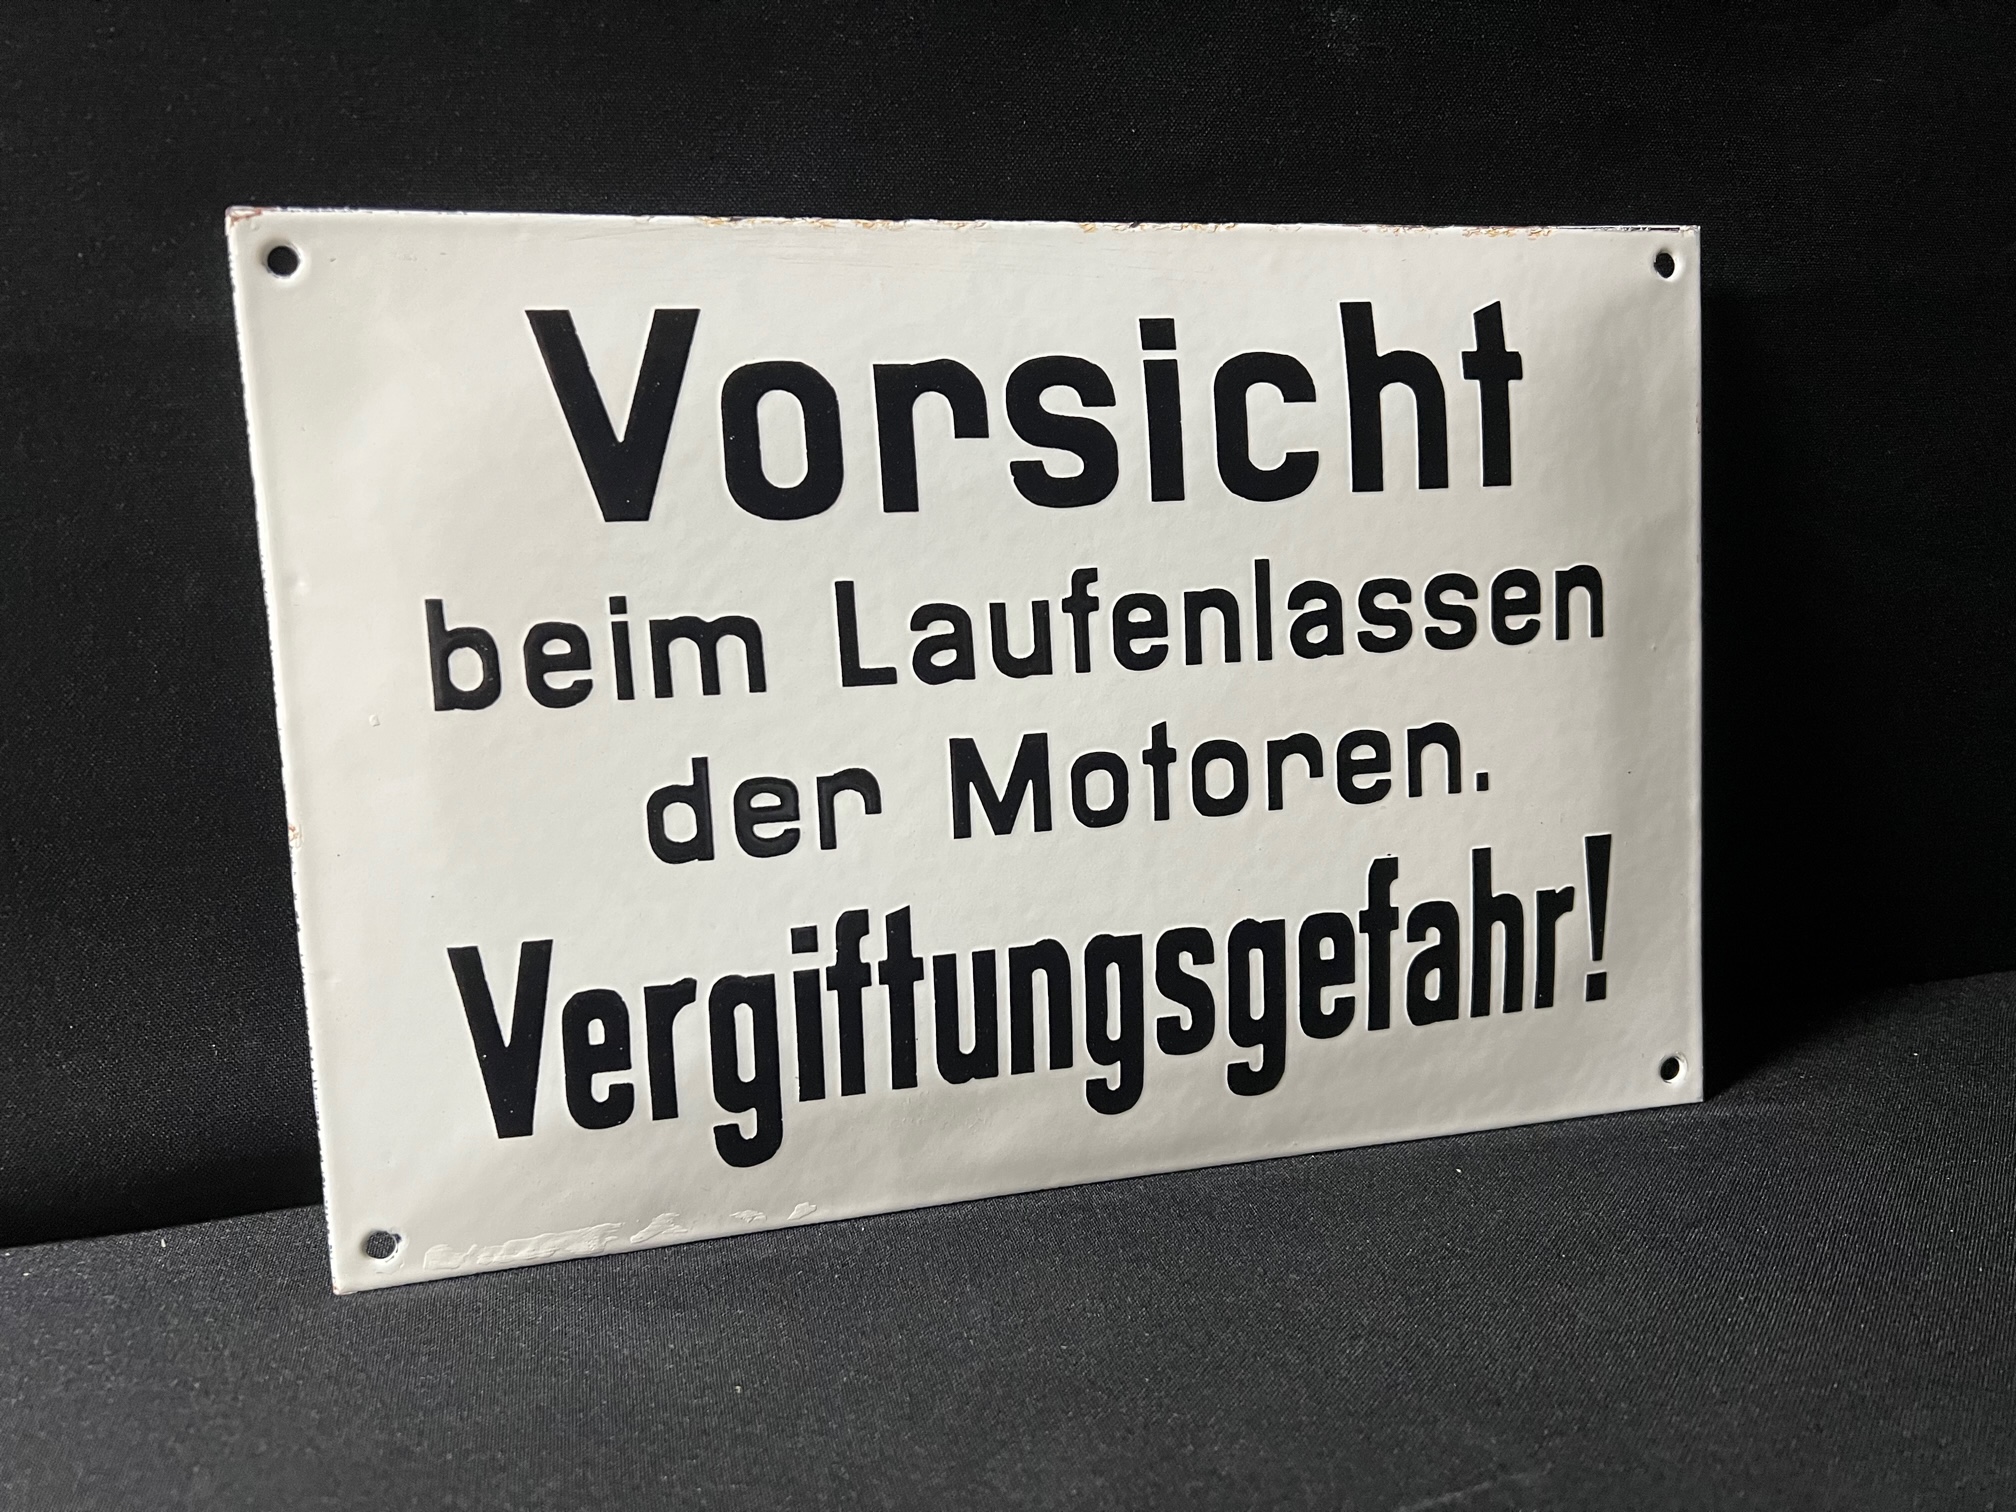 Vorsicht
beim Laufenlassen
der Motoren.
Vergiftungsgefahr!